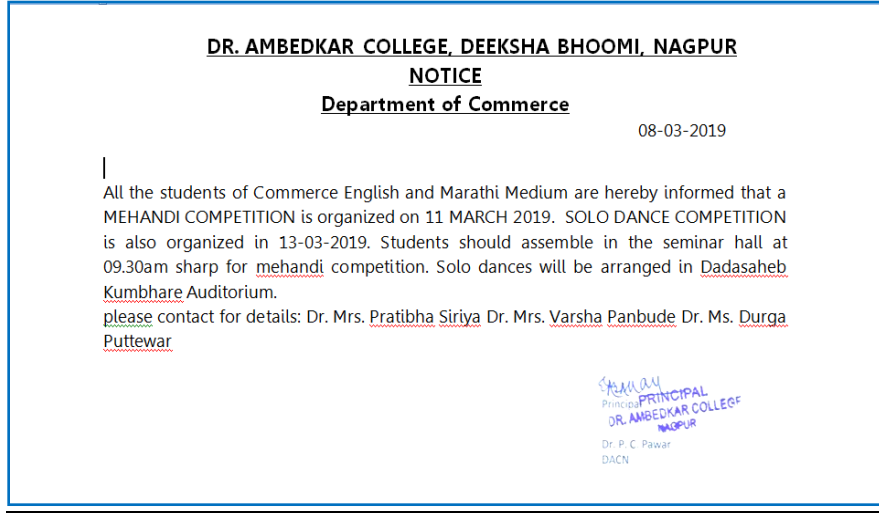 DR. AMBEDKAR COLLEGE, DEEKSHA BHOOMI, NAGPUR
NOTICE
Department of Commerce
08-03-2019
All the students of Commerce English and Marathi Medium are hereby informed that a
MEHANDI COMPETITION is organized on 11 MARCH 2019. SOLO DANCE COMPETITION
is also organized in 13-03-2019. Students should assemble in the seminar hall at
09.30am sharp for mehandi competition. Solo dances will be arranged in Dadasaheb
Kumbhare Auditorium.
please contact for details: Dr. Mrs. Pratibha Siriya Dr. Mrs. Varsha Panbude Dr. Ms. Durga
Puttewar
Principal
PRINCIPAL
DR. AMBEDKAR COLLEGE
NAGPUR
Dr. P. C. Pawar
DACN